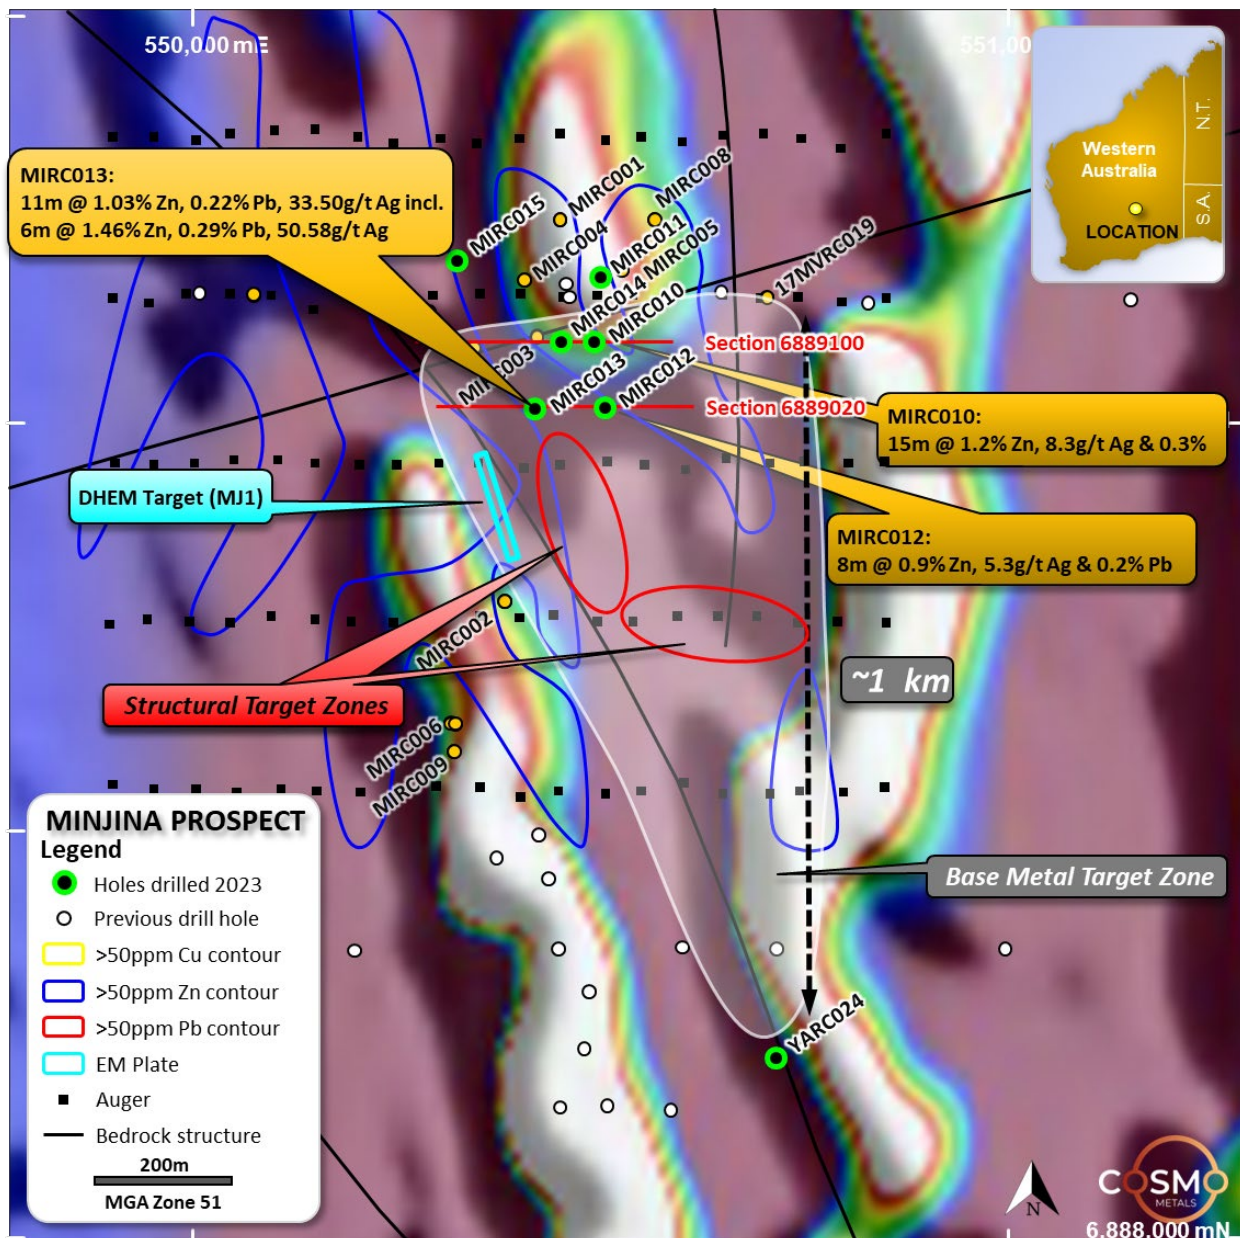 550,000 mE
551,00
MIRC013:
11m @ 1.03% Zn, 0.22% Pb, 33.50g/t Ag incl.
6m @ 1.46% Zn, 0.29% Pb, 50.58g/t Ag
Western
Australia
N.T.
S.A.
LOCATION
MIRC015
MIRC001
MIRC008
MIRC004
MIRC011
MIRC005
MIRC014
MIRC010
17MVRC019
MIRC003
MIRC013
MIRC012
Section 6889100
Section 6889020
MIRC010:
15m @ 1.2% Zn, 8.3g/t Ag & 0.3%
DHEM Target (MJ1)
MIRC012:
8m @ 0.9% Zn, 5.3g/t Ag & 0.2% Pb
MIRC002
~1 km
Structural Target Zones
MIRC006
MIRC009
Base Metal Target Zone
YARC024
MINJINA PROSPECT
Legend
Holes drilled 2023
Previous drill hole
>50ppm Cu contour
>50ppm Zn contour
>50ppm Pb contour
EM Plate
Auger
Bedrock structure
200m
MGA Zone 51
N
COSMO
METALS
6,888,000 mN